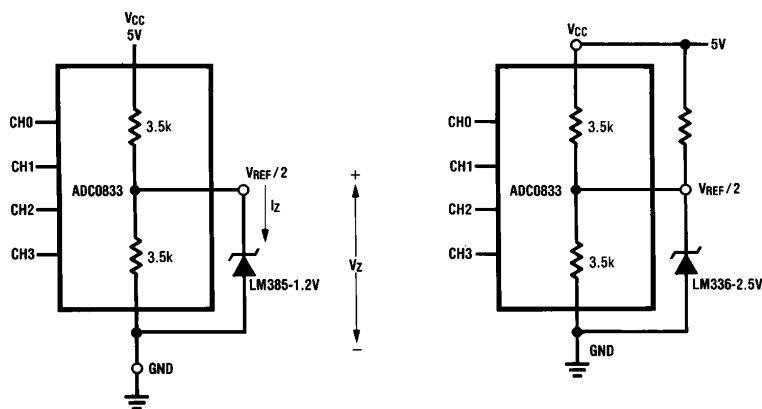 VCC
5V
CH0
CH1
CH2
CH3
3.5k
ADC0833
3.5k
VREF/2
IZ
LM385-1.2V
GND
+
VZ
−
VCC
5V
CH0
CH1
CH2
CH3
3.5k
ADC0833
3.5k
VREF/2
LM336-2.5V
GND